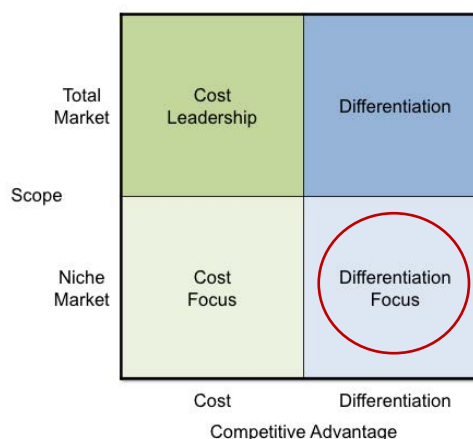 Total
Market
Cost
Leadership
Differentiation
Scope
Niche
Market
Cost
Focus
Differentiation
Focus
Cost
Differentiation
Competitive Advantage